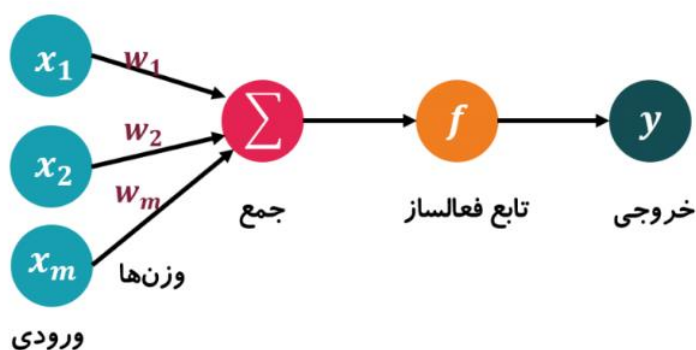 x₁
w₁
x₂
w₂
xₘ
wₘ
∑
f
y
جمع
تابع فعالساز
خروجی
وزن‌ها
ورودی